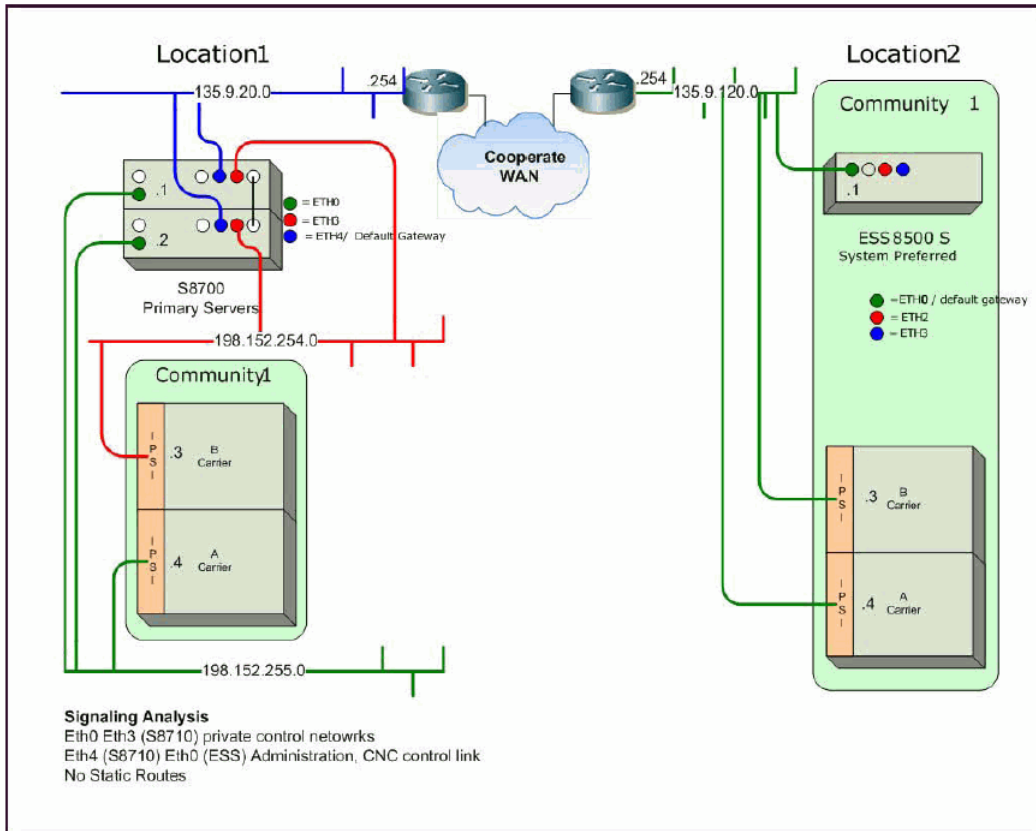 Location1
Location2
135.9.20.0
.254
.254
135.9.120.0
Community 1
Cooperate
WAN
.1
.2
= ETH0
= ETH3
= ETH4/ Default Gateway
S8700
Primary Servers
.1
ESS 8500 S
System Preferred
=ETH0 / default gateway
= ETH2
= ETH3
198.152.254.0
Community1
I P S I
.3
B
Carrier
I P S I
.4
A
Carrier
I P S I
.3
B
Carrier
I P S I
.4
A
Carrier
198.152.255.0
Signaling Analysis
Eth0 Eth3 (S8710) private control netowrks
Eth4 (S8710) Eth0 (ESS) Administration, CNC control link
No Static Routes